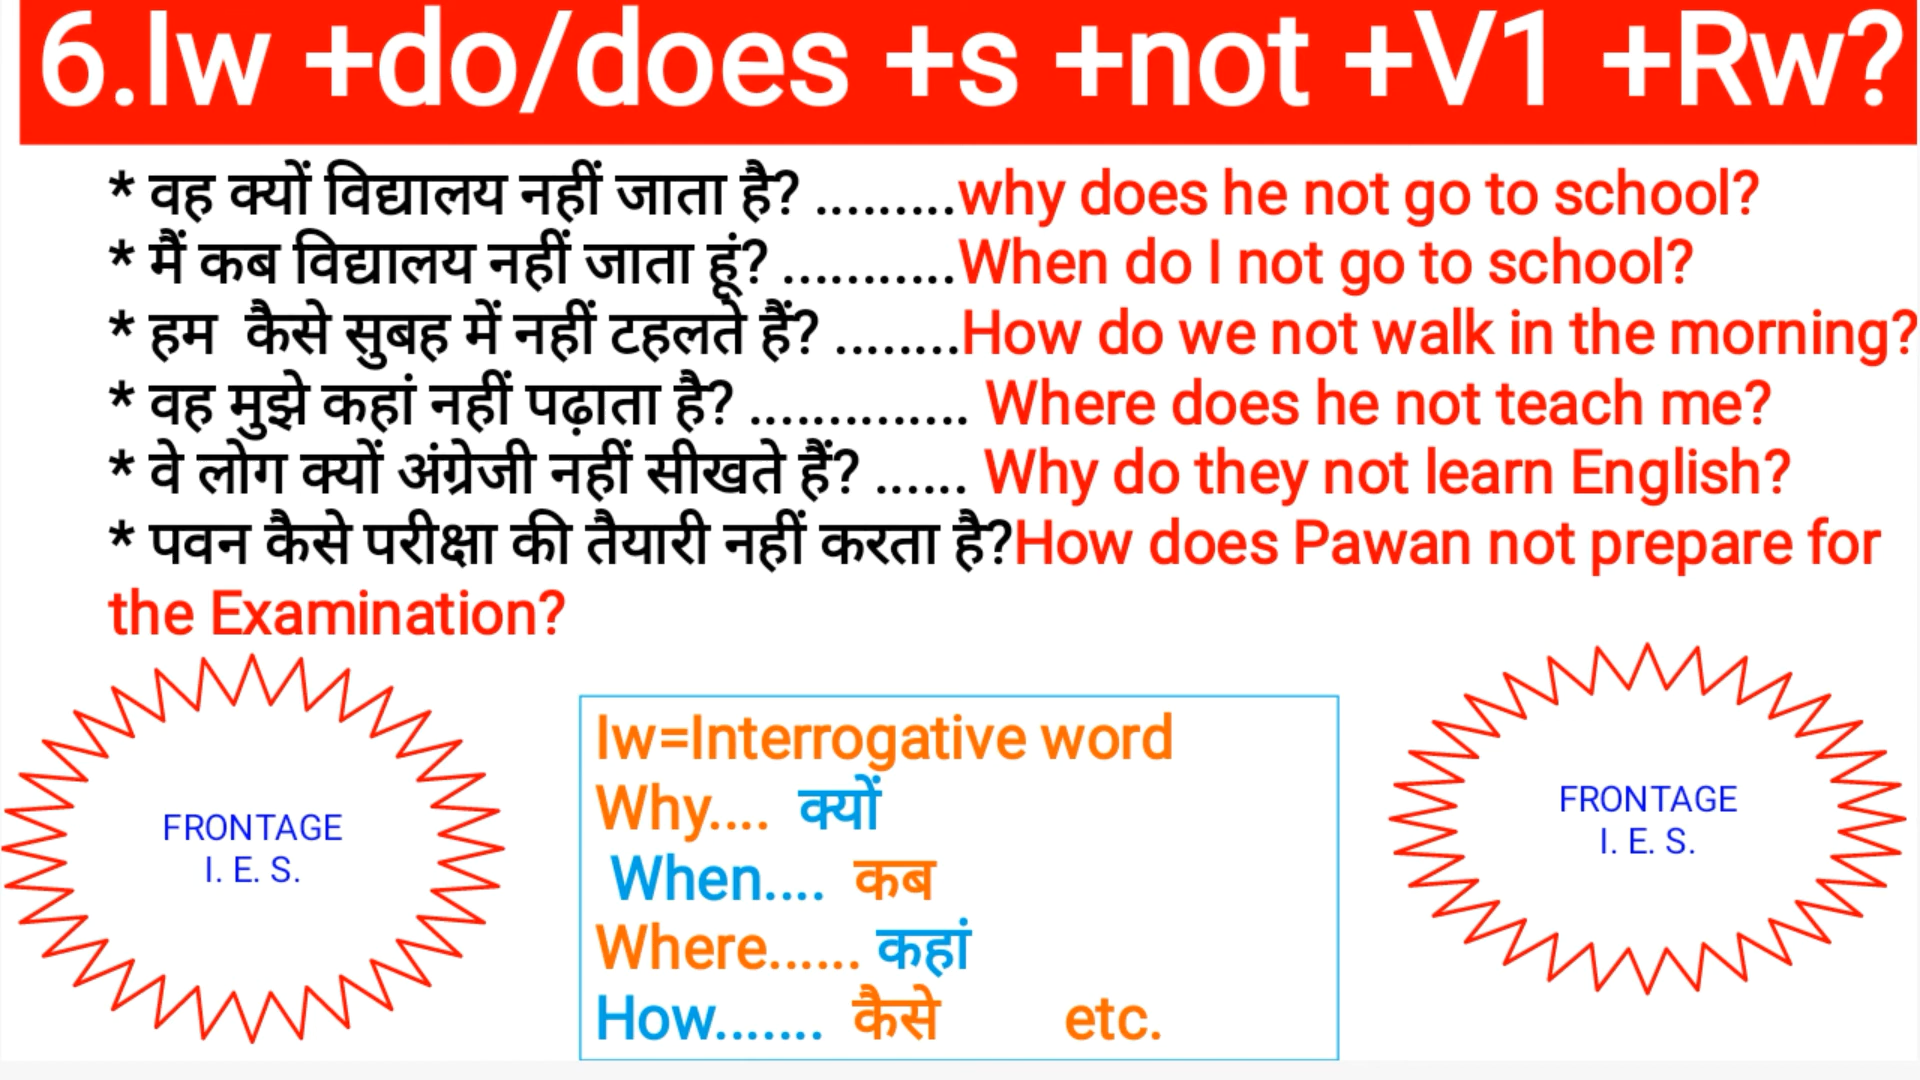 6.Iw +do/does +s +not +V1 +Rw?
* वह क्यों विद्यालय नहीं जाता है? .........why does he not go to school?
* मैं कब विद्यालय नहीं जाता हूं? ...........When do I not go to school?
* हम  कैसे सुबह में नहीं टहलते हैं? ........How do we not walk in the morning?
* वह मुझे कहां नहीं पढ़ाता है? .............. Where does he not teach me?
* वे लोग क्यों अंग्रेजी नहीं सीखते हैं? ...... Why do they not learn English?
* पवन कैसे परीक्षा की तैयारी नहीं करता है?How does Pawan not prepare for
the Examination?
FRONTAGE
I. E. S.
Iw=Interrogative word
Why.... क्यों
When.... कब
Where...... कहां
How....... कैसे etc.
FRONTAGE
I. E. S.